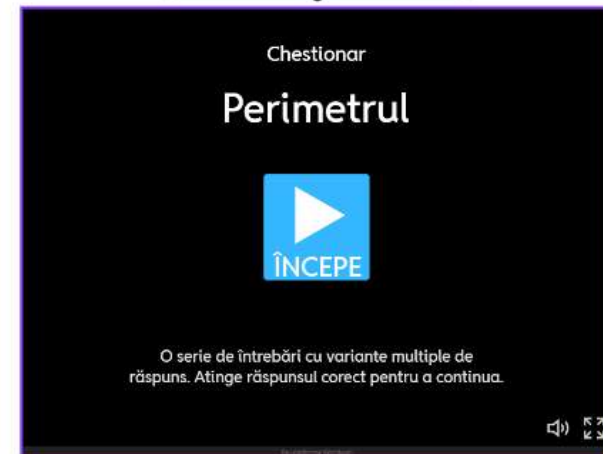 Chestionar
Perimetrul
ÎNCEPE
O serie de întrebări cu variante multiple de
răspuns. Atinge răspunsul corect pentru a continua.